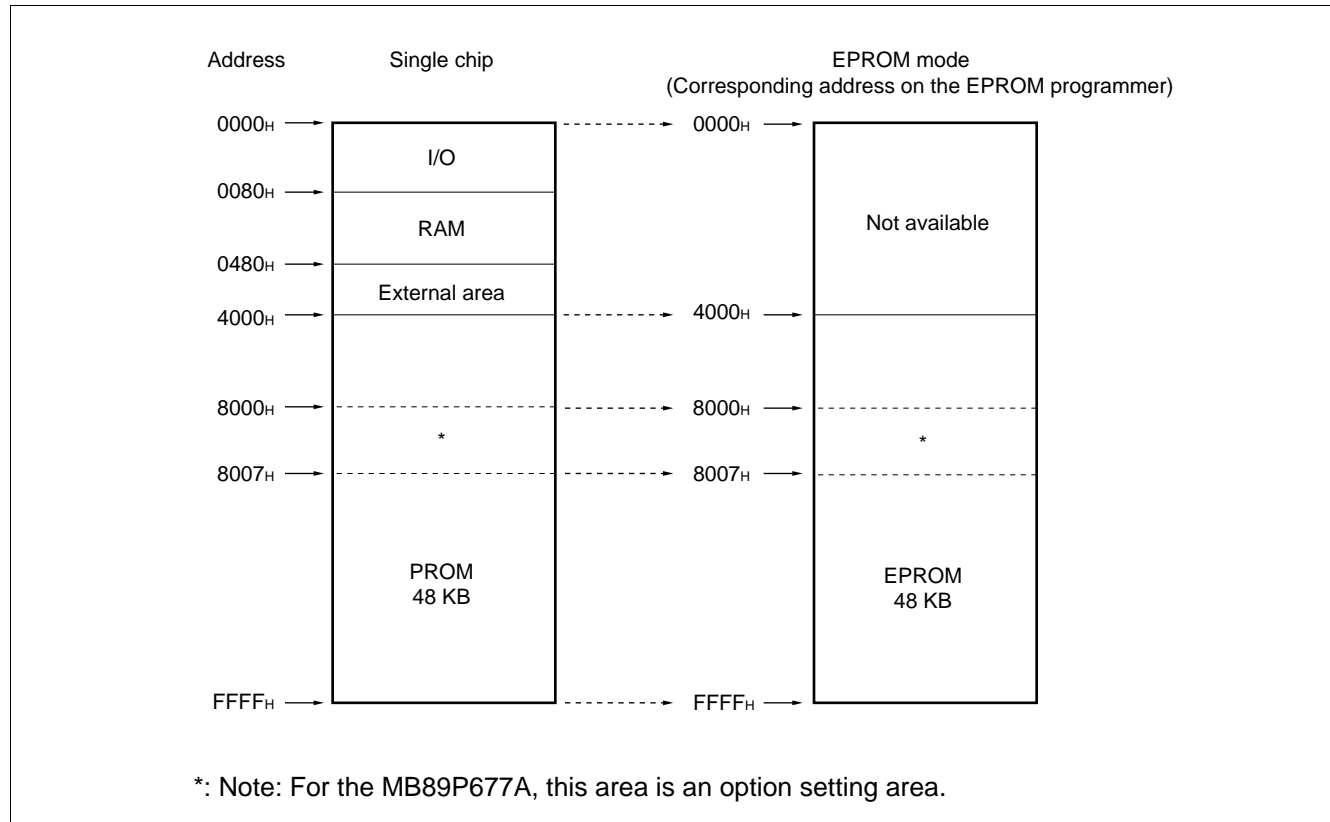 Address Single chip EPROM mode
(Corresponding address on the EPROM programmer)
0000H 0000H
I/O
0080H
Not available
RAM
0480H
External area
4000H 4000H
8000H 8000H
* *
8007H 8007H
PROM EPROM
48 KB 48 KB
FFFFH FFFFH
*: Note: For the MB89P677A, this area is an option setting area.